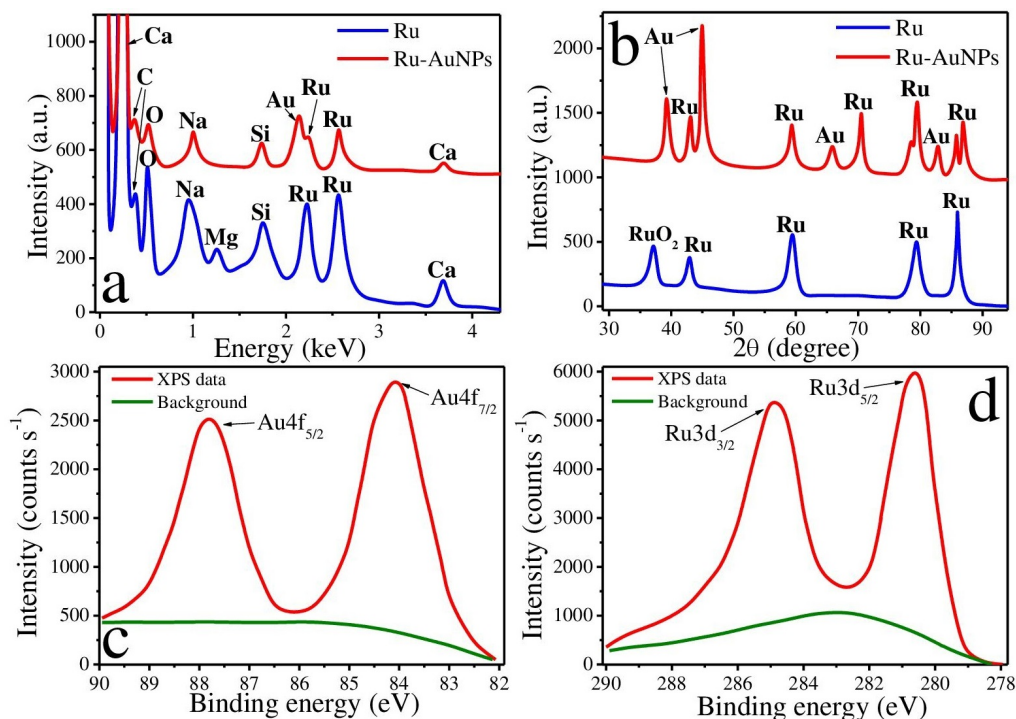 a
Intensity (a.u.)
1000
800
600
400
200
0
Ca
C
O
Na
Si
Au
Ru
Ru
Ca
Ru
Ru-AuNPs
O
Na
Mg
Si
Ru
Ru
Ca
0 1 2 3 4
Energy (keV)
b
Intensity (a.u.)
2000
1500
1000
500
0
Au
Ru
Ru
Au
Ru
Ru
Au
Ru
Ru
Ru-AuNPs
RuO₂
Ru
Ru
Ru
Ru
30 40 50 60 70 80 90
2θ (degree)
c
Intensity (counts s⁻¹)
3000
2500
2000
1500
1000
500
0
XPS data
Background
Au4f₅/₂
Au4f₇/₂
90 89 88 87 86 85 84 83 82
Binding energy (eV)
d
Intensity (counts s⁻¹)
6000
5000
4000
3000
2000
1000
0
XPS data
Background
Ru3d₃/₂
Ru3d₅/₂
290 288 286 284 282 280 278
Binding energy (eV)